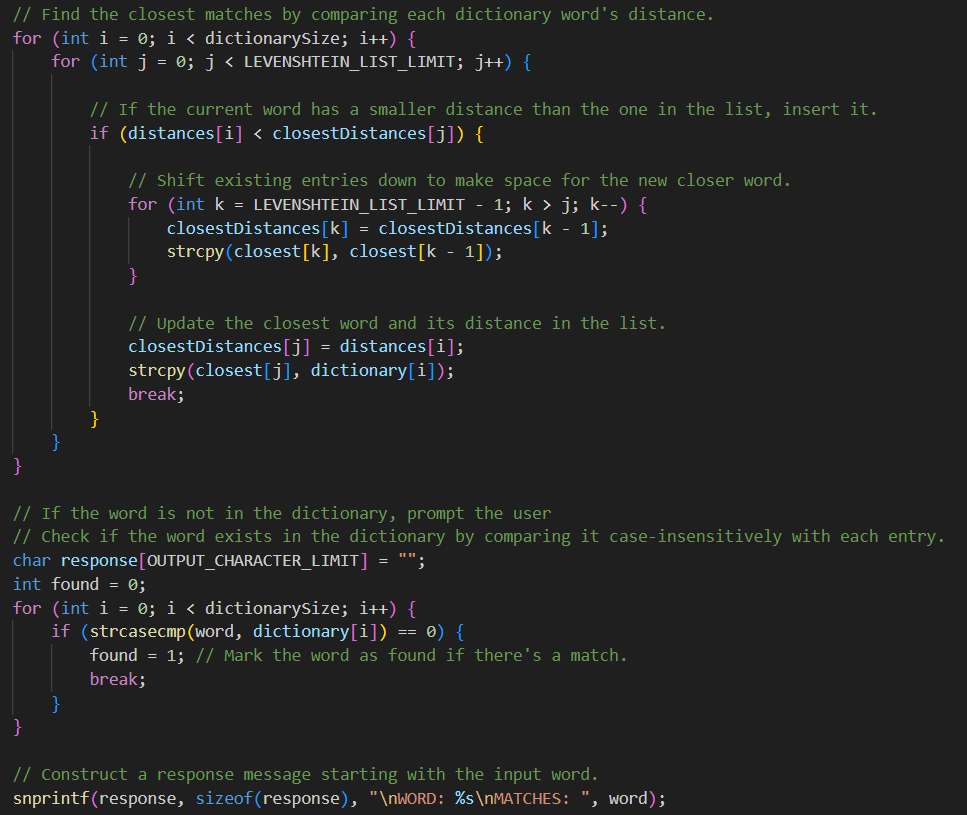 // Find the closest matches by comparing each dictionary word's distance.
for (int i = 0; i < dictionarySize; i++) {
    for (int j = 0; j < LEVENSHTEIN_LIST_LIMIT; j++) {

        // If the current word has a smaller distance than the one in the list, insert it.
        if (distances[i] < closestDistances[j]) {

            // Shift existing entries down to make space for the new closer word.
            for (int k = LEVENSHTEIN_LIST_LIMIT - 1; k > j; k--) {
                closestDistances[k] = closestDistances[k - 1];
                strcpy(closest[k], closest[k - 1]);
            }

            // Update the closest word and its distance in the list.
            closestDistances[j] = distances[i];
            strcpy(closest[j], dictionary[i]);
            break;
        }
    }
}

// If the word is not in the dictionary, prompt the user
// Check if the word exists in the dictionary by comparing it case-insensitively with each entry.
char response[OUTPUT_CHARACTER_LIMIT] = "";
int found = 0;
for (int i = 0; i < dictionarySize; i++) {
    if (strcasecmp(word, dictionary[i]) == 0) {
        found = 1; // Mark the word as found if there's a match.
        break;
    }
}

// Construct a response message starting with the input word.
snprintf(response, sizeof(response), "\nWORD: %s\nMATCHES: ", word);